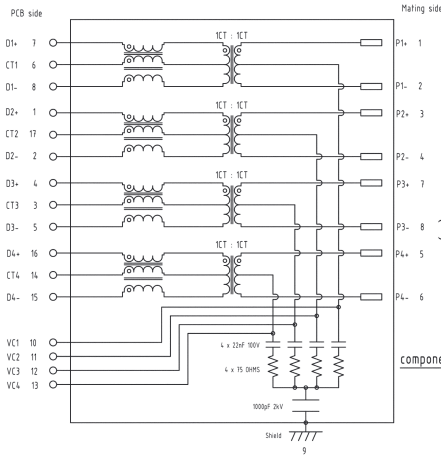 PCB side
Mating side
1CT : 1CT
D1+ 7
P1+ 1
CT1 6
D1- 8
P1- 2
1CT : 1CT
D2+ 1
P2+ 3
CT2 17
D2- 2
P2- 4
1CT : 1CT
D3+ 4
P3+ 7
CT3 3
D3- 5
P3- 8
1CT : 1CT
D4+ 16
P4+ 5
CT4 14
D4- 15
P4- 6
VC1 10
4 x 22nF 100V
VC2 11
compone
VC3 12
4 x 75 OHMS
VC4 13
1000pF 2kV
Shield
9